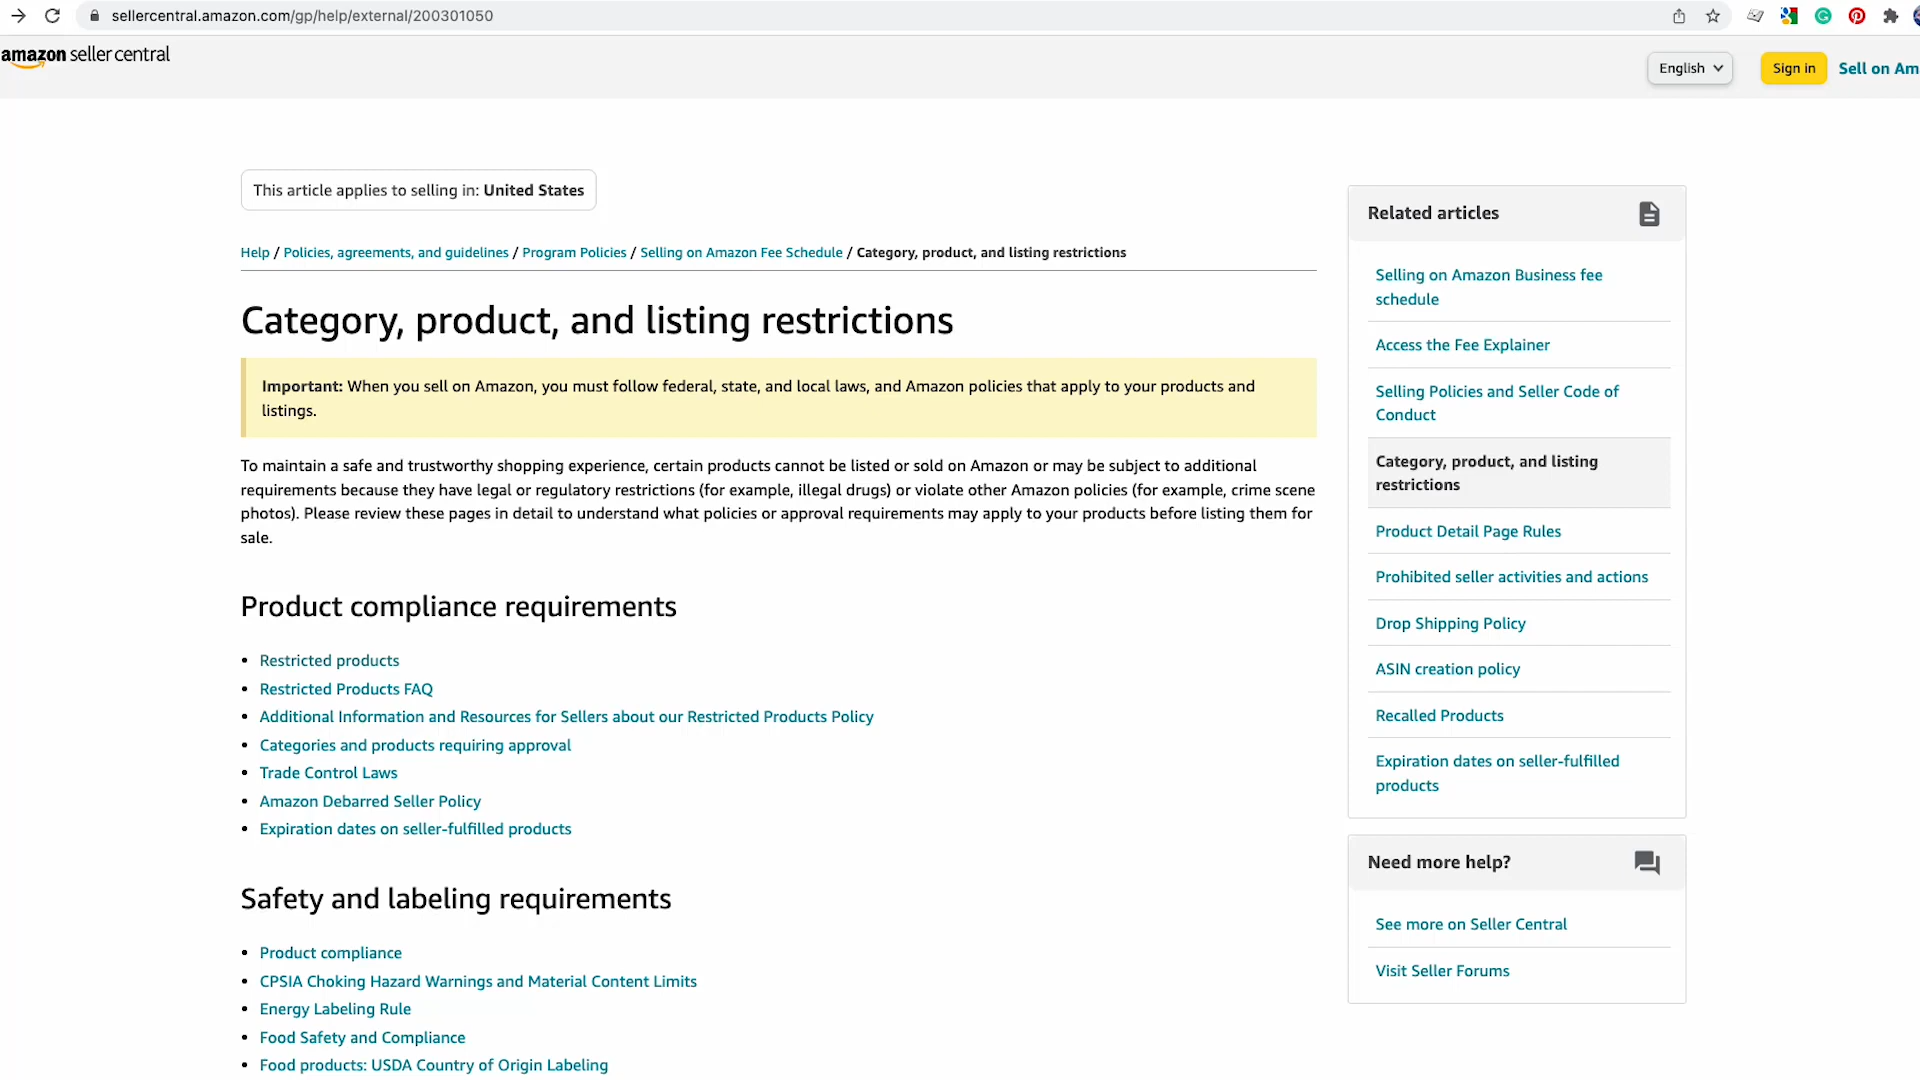 sellercentral.amazon.com/gp/help/external/200301050
amazon seller central
English
Sign in
Sell on Am
This article applies to selling in: United States
Help / Policies, agreements, and guidelines / Program Policies / Selling on Amazon Fee Schedule / Category, product, and listing restrictions
Category, product, and listing restrictions
Important: When you sell on Amazon, you must follow federal, state, and local laws, and Amazon policies that apply to your products and
listings.
To maintain a safe and trustworthy shopping experience, certain products cannot be listed or sold on Amazon or may be subject to additional
requirements because they have legal or regulatory restrictions (for example, illegal drugs) or violate other Amazon policies (for example, crime scene
photos). Please review these pages in detail to understand what policies or approval requirements may apply to your products before listing them for
sale.
Product compliance requirements
Restricted products
Restricted Products FAQ
Additional Information and Resources for Sellers about our Restricted Products Policy
Categories and products requiring approval
Trade Control Laws
Amazon Debarred Seller Policy
Expiration dates on seller-fulfilled products
Safety and labeling requirements
Product compliance
CPSIA Choking Hazard Warnings and Material Content Limits
Energy Labeling Rule
Food Safety and Compliance
Food products: USDA Country of Origin Labeling
Related articles
Selling on Amazon Business fee
schedule
Access the Fee Explainer
Selling Policies and Seller Code of
Conduct
Category, product, and listing
restrictions
Product Detail Page Rules
Prohibited seller activities and actions
Drop Shipping Policy
ASIN creation policy
Recalled Products
Expiration dates on seller-fulfilled
products
Need more help?
See more on Seller Central
Visit Seller Forums